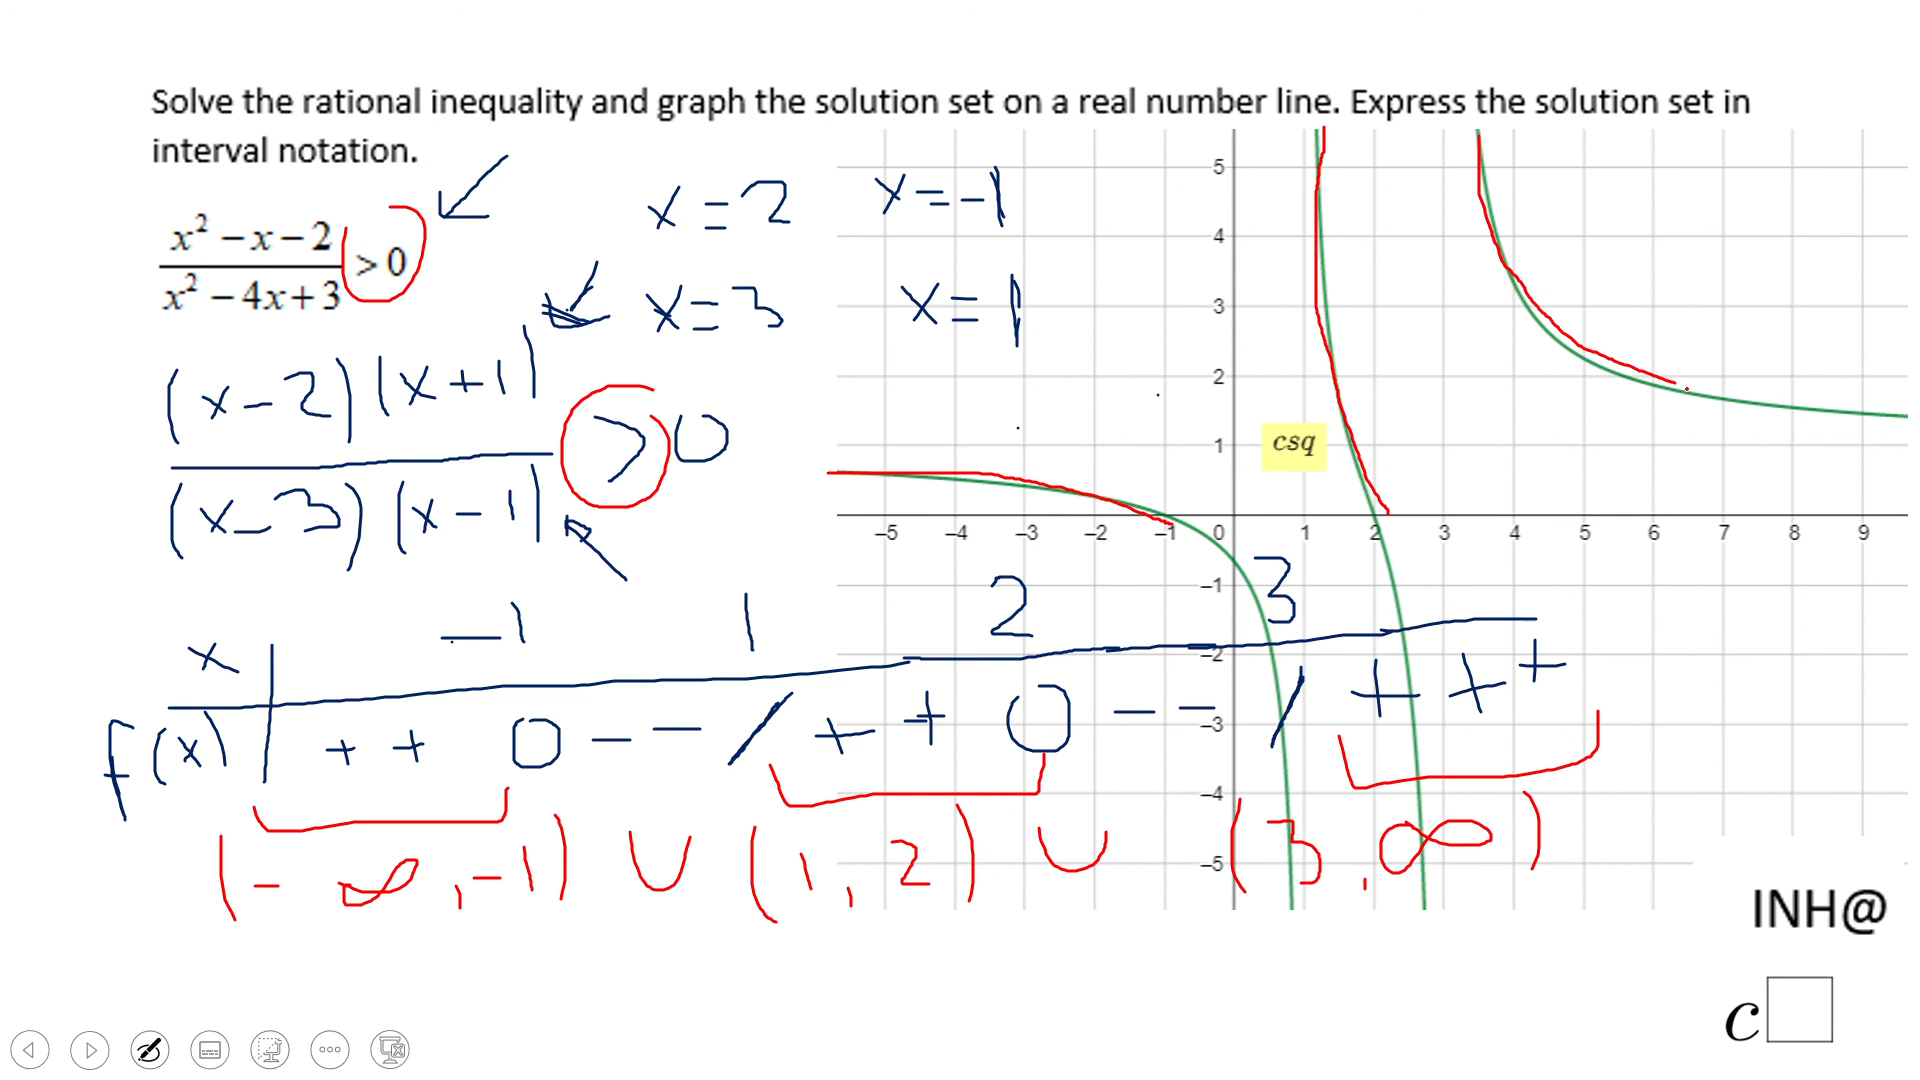 Solve the rational inequality and graph the solution set on a real number line. Express the solution set in
interval notation.
x² − x − 2
> 0
x² − 4x + 3
x = 2 x = −1
x = 3 x = 1
(x − 2)(x + 1)
> 0
(x − 3)(x − 1)
5
4
3
2
1
csq
−5 −4 −3 −2 −1 0 1 2 3 4 5 6 7 8 9
−1
−2
−3
−4
−5
x −1 1 2 3
f(x) + + 0 − − / + + 0 − − / + + +
(−∞, −1) ∪ (1, 2) ∪ (3, ∞)
INH@
c